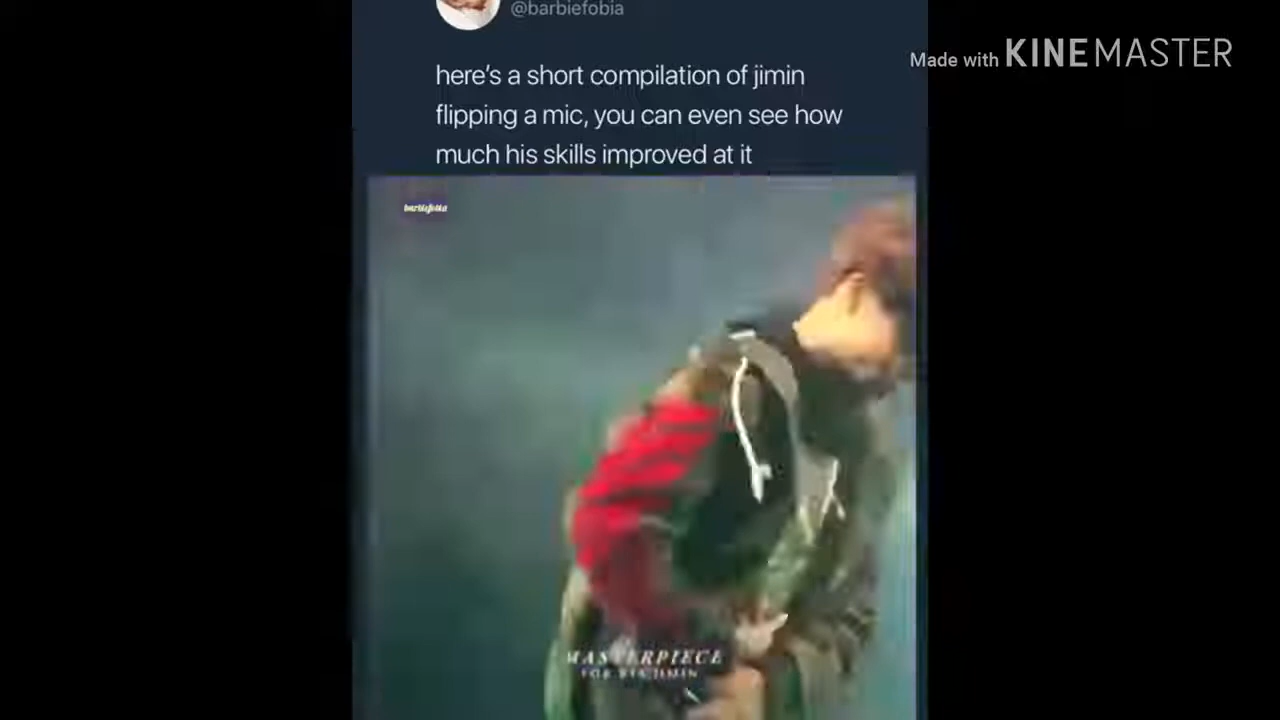 @barbiefobia
Made with KINEMASTER
here's a short compilation of jimin
flipping a mic, you can even see how
much his skills improved at it
barbiefobia
MASTERPIECE